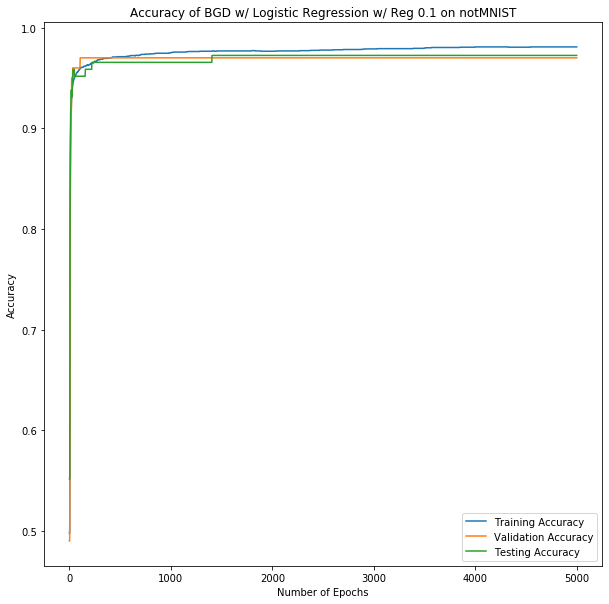 Accuracy of BGD w/ Logistic Regression w/ Reg 0.1 on notMNIST
1.0
0.9
0.8
0.7
0.6
0.5
Accuracy
0 1000 2000 3000 4000 5000
Number of Epochs
Training Accuracy
Validation Accuracy
Testing Accuracy